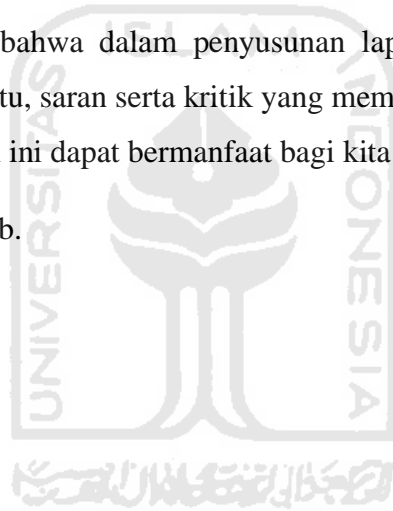 bahwa dalam penyusunan lap
tu, saran serta kritik yang mem
ini dapat bermanfaat bagi kita
b.
ISLAM
UNIVERSITAS
INDONESIA